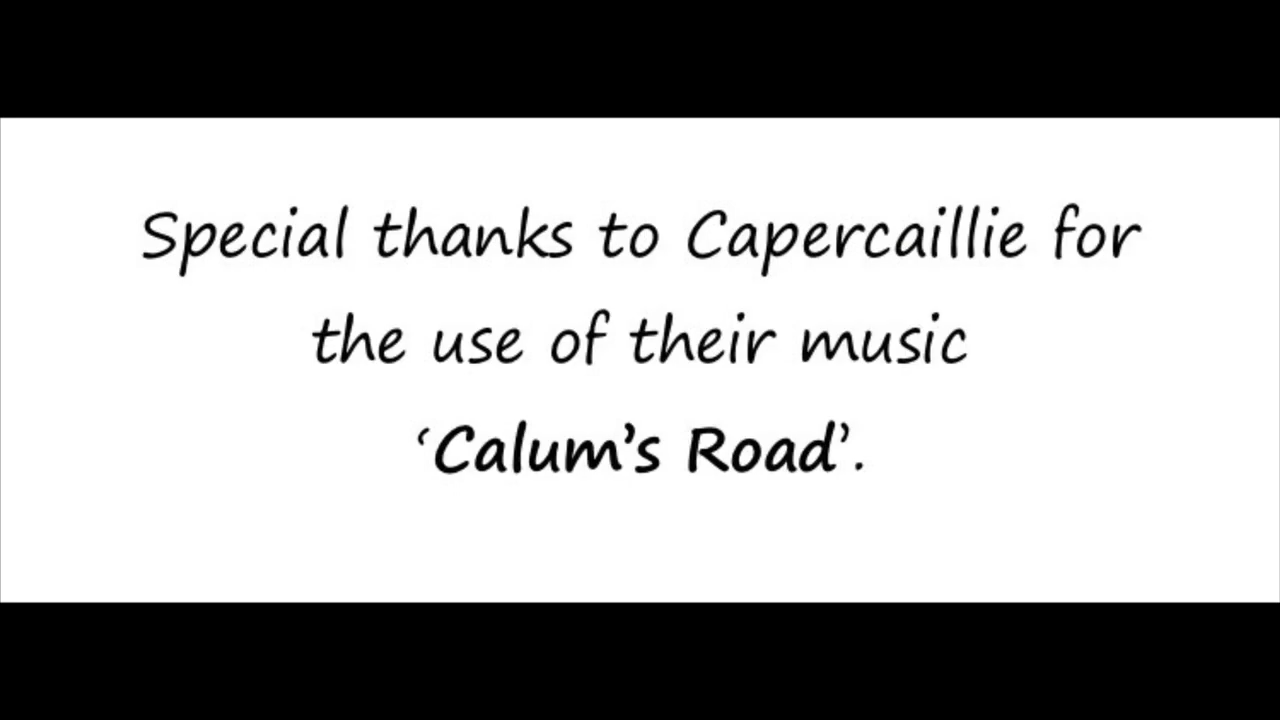 Special thanks to Capercaillie for
the use of their music
‘Calum’s Road’.